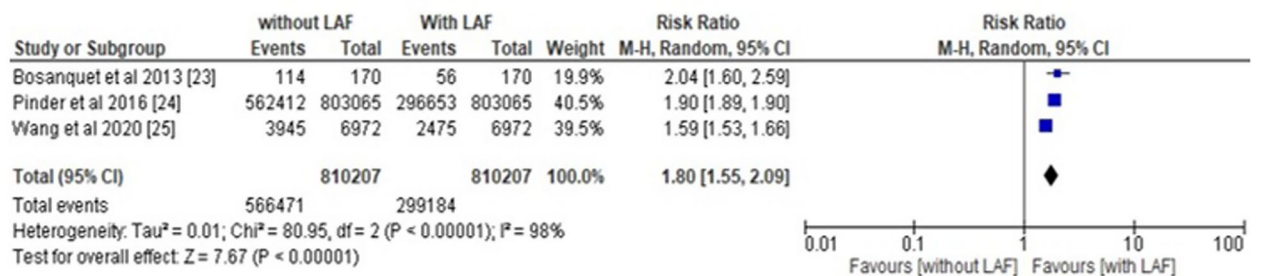 without LAF With LAF Risk Ratio Risk Ratio
Study or Subgroup Events Total Events Total Weight M-H, Random, 95% CI M-H, Random, 95% CI
Bosanquet et al 2013 [23] 114 170 56 170 19.9% 2.04 [1.60, 2.59]
Pinder et al 2016 [24] 562412 803065 296653 803065 40.5% 1.90 [1.89, 1.90]
Wang et al 2020 [25] 3945 6972 2475 6972 39.5% 1.59 [1.53, 1.66]
Total (95% CI) 810207 810207 100.0% 1.80 [1.55, 2.09]
Total events 566471 299184
Heterogeneity: Tau² = 0.01; Chi² = 80.95, df = 2 (P < 0.00001); I² = 98%
Test for overall effect: Z = 7.67 (P < 0.00001)
0.01 0.1 1 10 100
Favours [without LAF] Favours [with LAF]